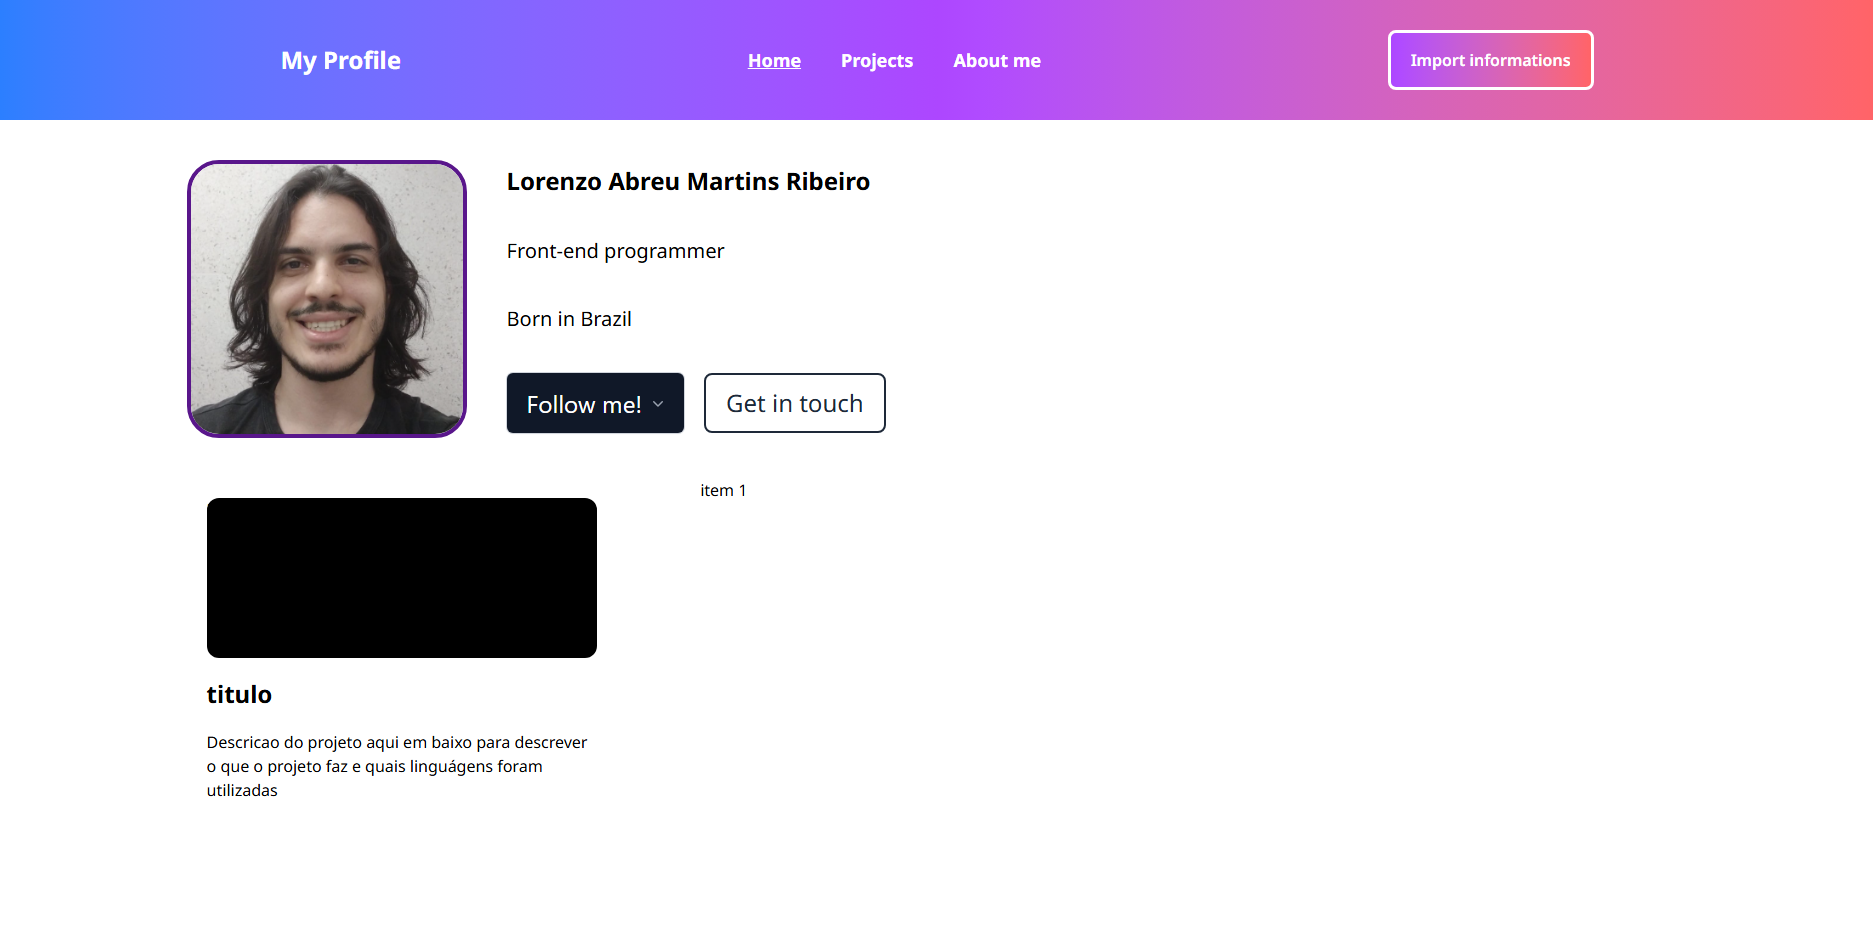 My Profile
Home Projects About me
Import informations
Lorenzo Abreu Martins Ribeiro
Front-end programmer
Born in Brazil
Follow me!
Get in touch
item 1
titulo
Descricao do projeto aqui em baixo para descrever
o que o projeto faz e quais linguágens foram
utilizadas